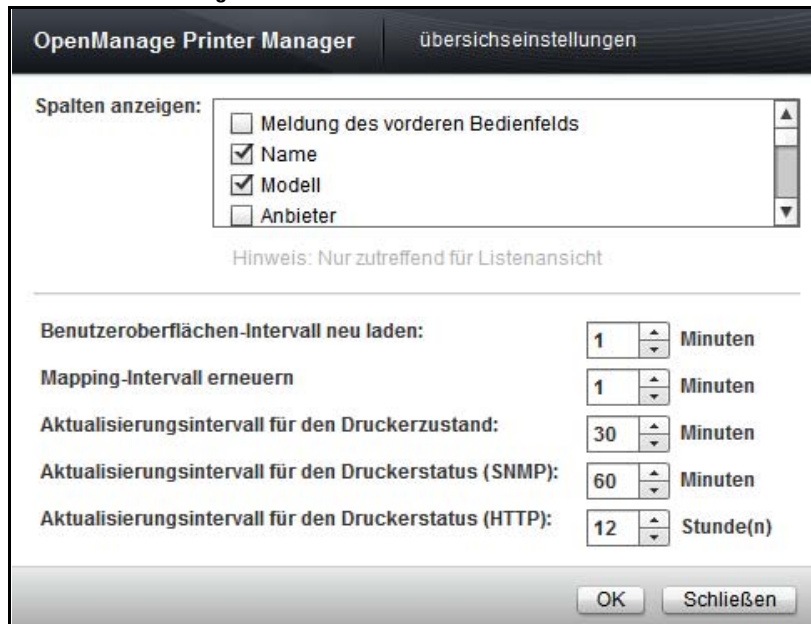 OpenManage Printer Manager übersichseinstellungen
Spalten anzeigen:
Meldung des vorderen Bedienfelds
Name
Modell
Anbieter
Hinweis: Nur zutreffend für Listenansicht
Benutzeroberflächen-Intervall neu laden: 1 Minuten
Mapping-Intervall erneuern 1 Minuten
Aktualisierungsintervall für den Druckerzustand: 30 Minuten
Aktualisierungsintervall für den Druckerstatus (SNMP): 60 Minuten
Aktualisierungsintervall für den Druckerstatus (HTTP): 12 Stunde(n)
OK Schließen